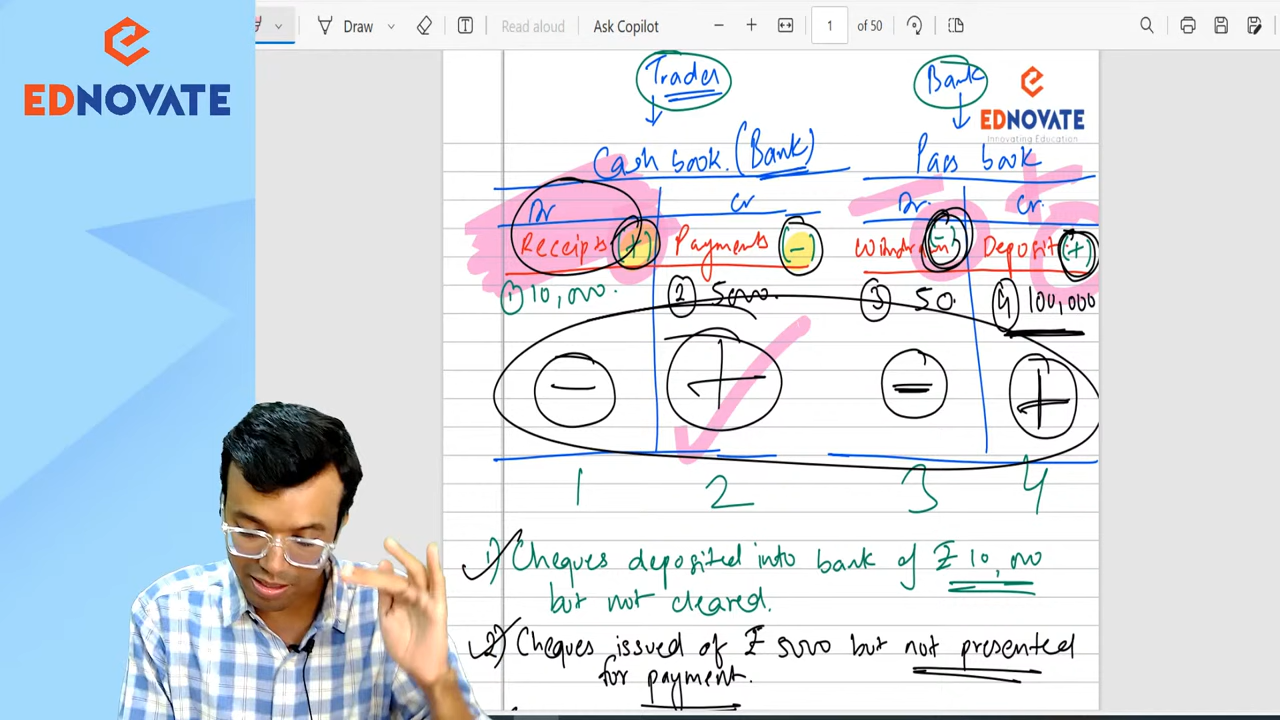 EDNOVATE
Draw
Read aloud
Ask Copilot
1 of 50
Trader
Bank
EDNOVATE
Innovating Education
Cash book. (Bank)
Pass book
Dr Cr Dr. Cr.
Receipts (+) Payments (-) (-) Deposit (+)
① 10,000. ② 5000. ③ 50. ④ 100,000
- + - +
1 2 3 4
1) Cheques deposited into bank of ₹ 10,000
but not cleared.
2) Cheques issued of ₹ 5000 but not presented
for payment.